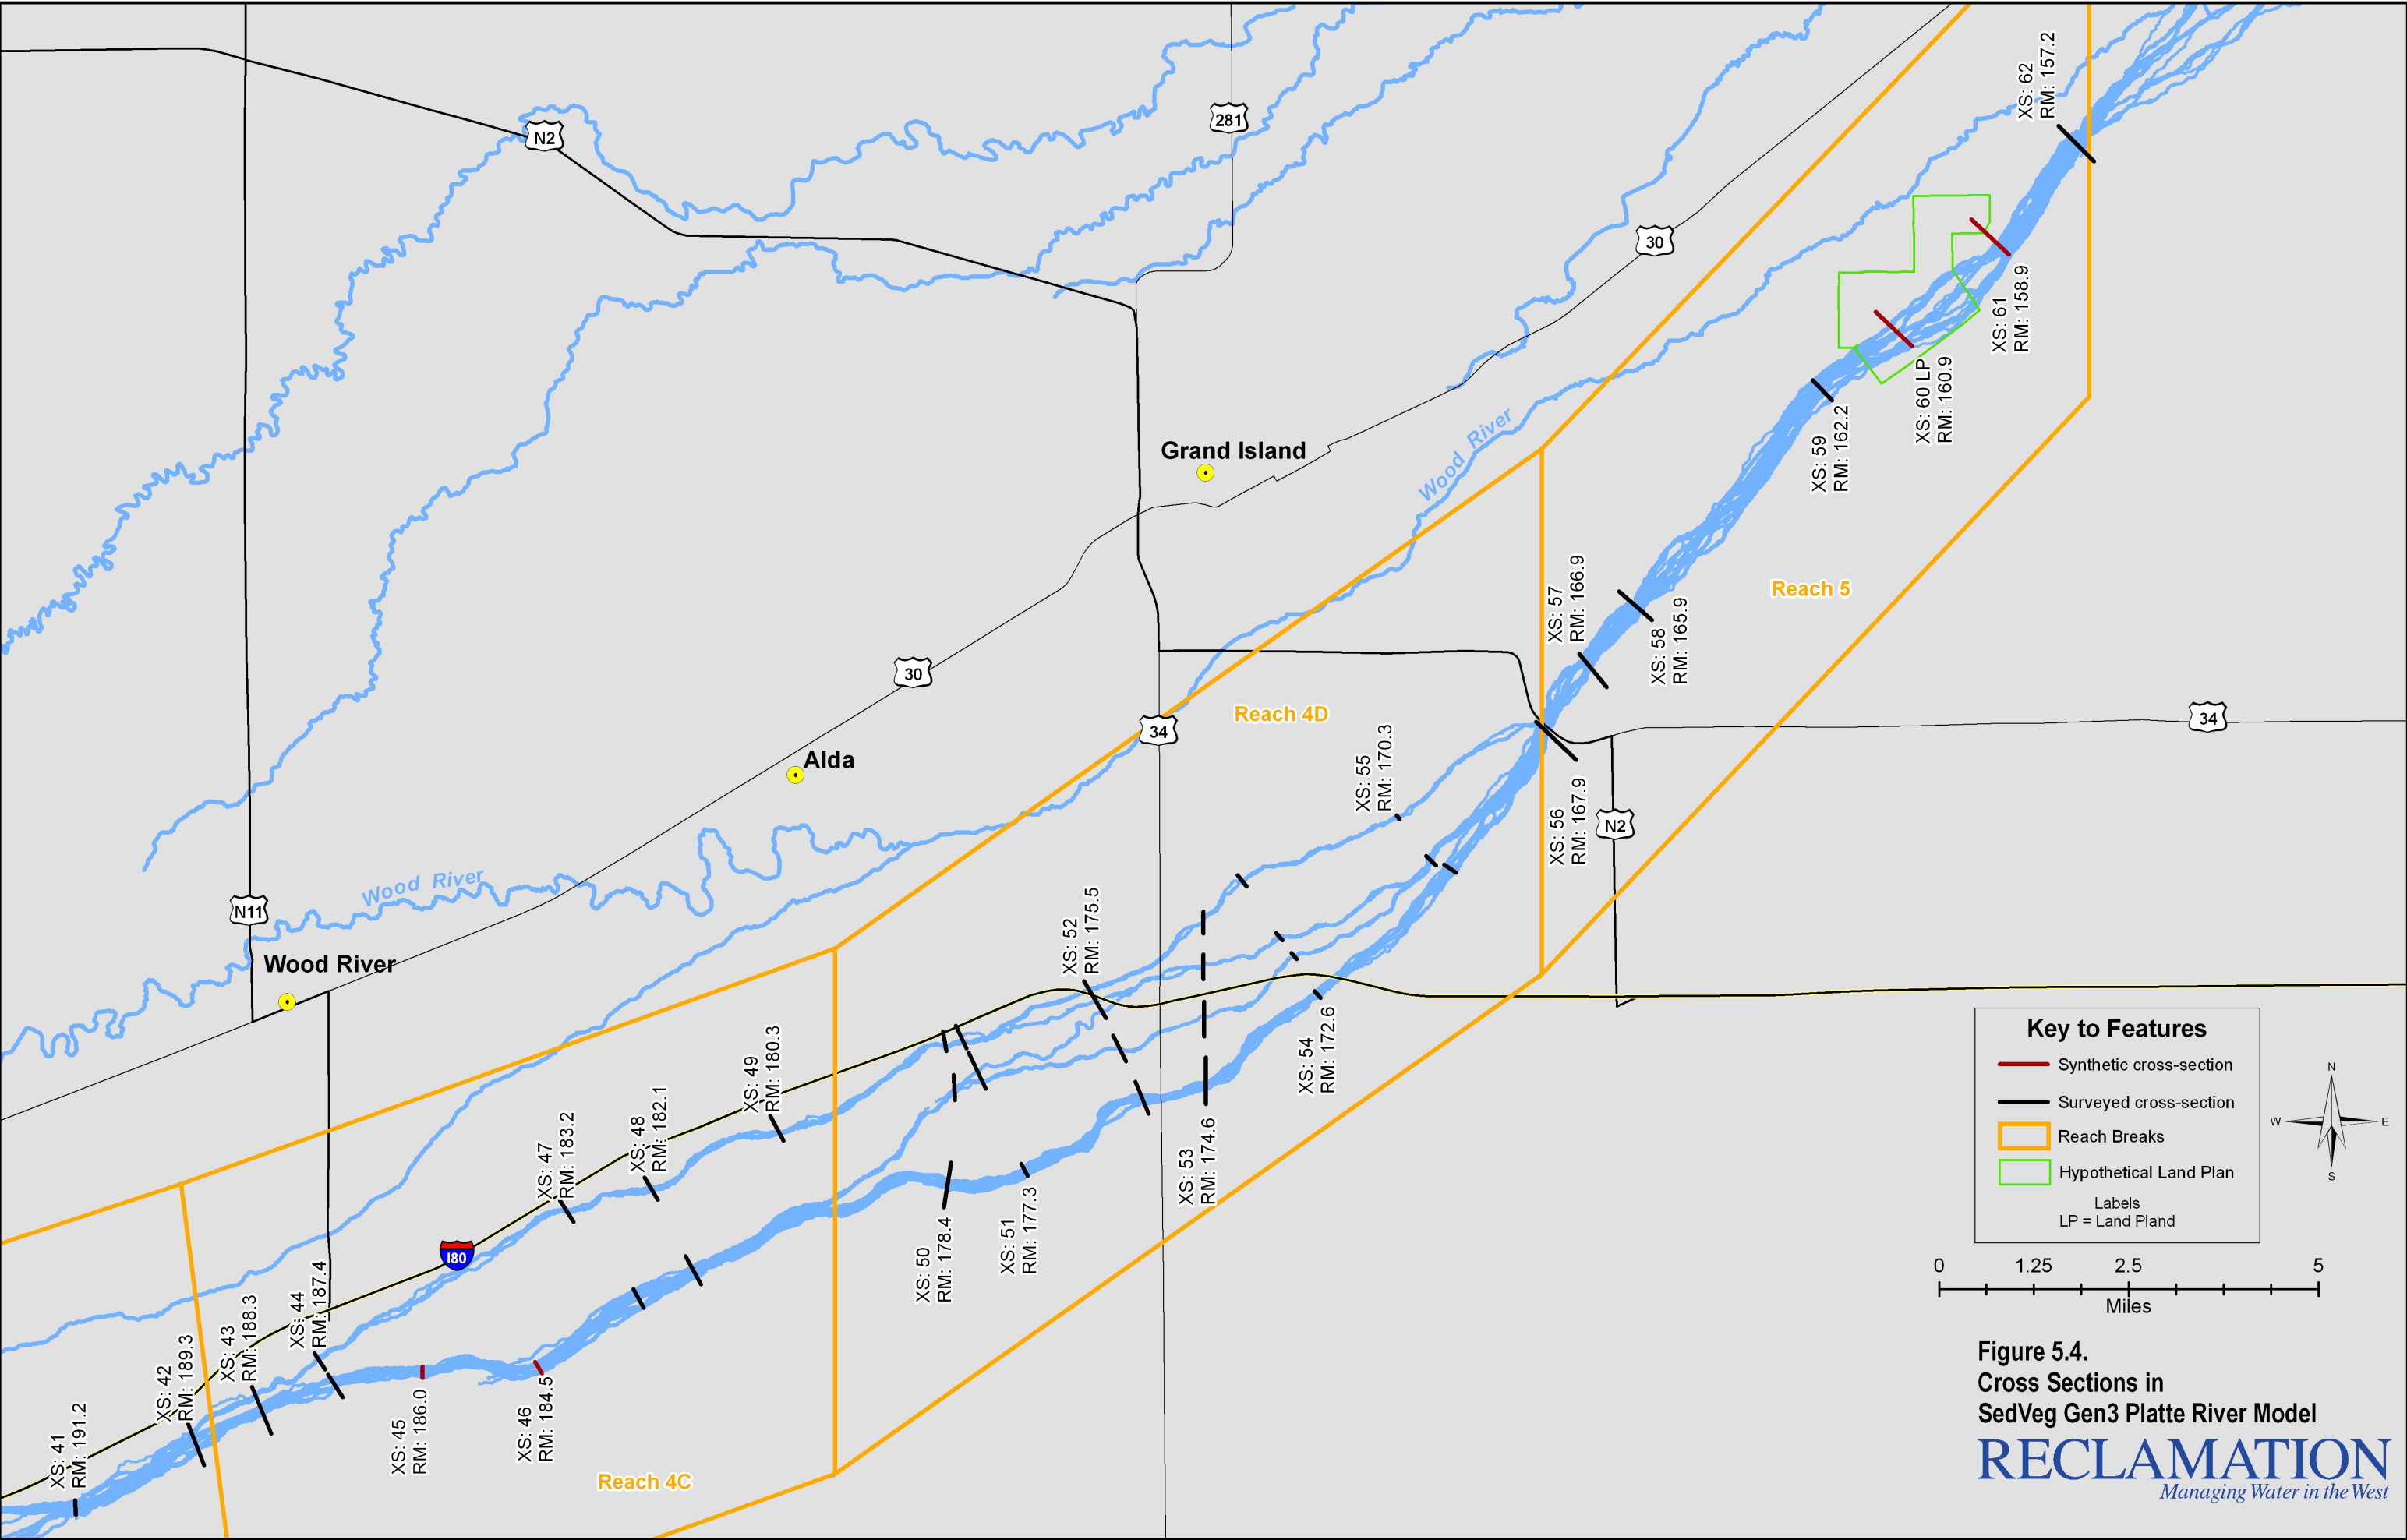 XS: 62
RM: 157.2
N2
281
30
XS: 61
RM: 158.9
XS: 60 LP
RM: 160.9
XS: 59
RM: 162.2
Grand Island
Wood River
XS: 57
RM: 166.9
XS: 58
RM: 165.9
Reach 5
30
Reach 4D
34
34
Alda
XS: 55
RM: 170.3
XS: 56
RM: 167.9
N2
Wood River
N11
Wood River
XS: 52
RM: 175.5
XS: 54
RM: 172.6
XS: 49
RM: 180.3
XS: 48
RM: 182.1
XS: 47
RM: 183.2
XS: 53
RM: 174.6
XS: 50
RM: 178.4
XS: 51
RM: 177.3
I80
XS: 44
RM: 187.4
XS: 43
RM: 188.3
XS: 42
RM: 189.3
XS: 41
RM: 191.2
XS: 45
RM: 186.0
XS: 46
RM: 184.5
Reach 4C
Key to Features
Synthetic cross-section
Surveyed cross-section
Reach Breaks
Hypothetical Land Plan
Labels
LP = Land Pland
N
W
E
S
0 1.25 2.5 5
Miles
Figure 5.4.
Cross Sections in
SedVeg Gen3 Platte River Model
RECLAMATION
Managing Water in the West